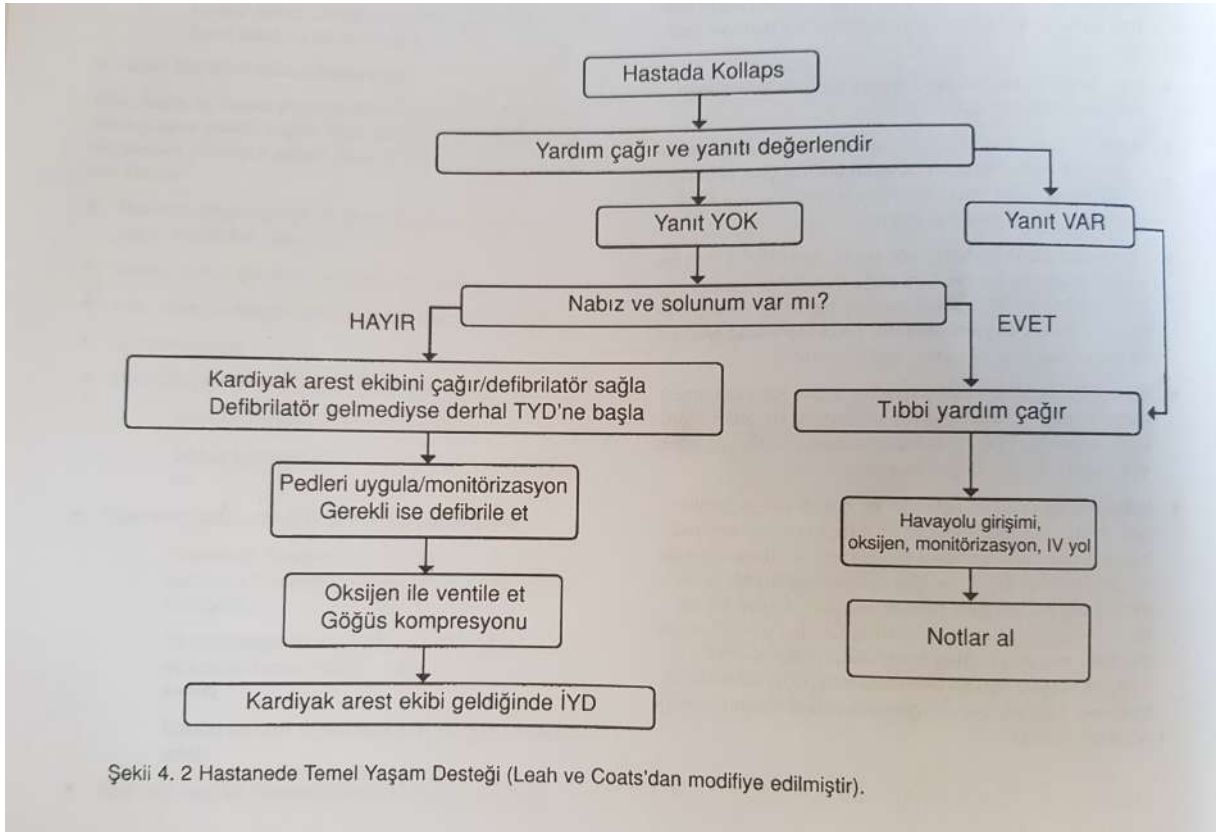 Hastada Kollaps
Yardım çağır ve yanıtı değerlendir
Yanıt YOK
Yanıt VAR
Nabız ve solunum var mı?
HAYIR
EVET
Kardiyak arest ekibini çağır/defibrilatör sağla
Defibrilatör gelmediyse derhal TYD'ne başla
Tıbbi yardım çağır
Pedleri uygula/monitörizasyon
Gerekli ise defibrile et
Havayolu girişimi,
oksijen, monitörizasyon, IV yol
Oksijen ile ventile et
Göğüs kompresyonu
Notlar al
Kardiyak arest ekibi geldiğinde İYD
Şekii 4. 2 Hastanede Temel Yaşam Desteği (Leah ve Coats'dan modifiye edilmiştir).